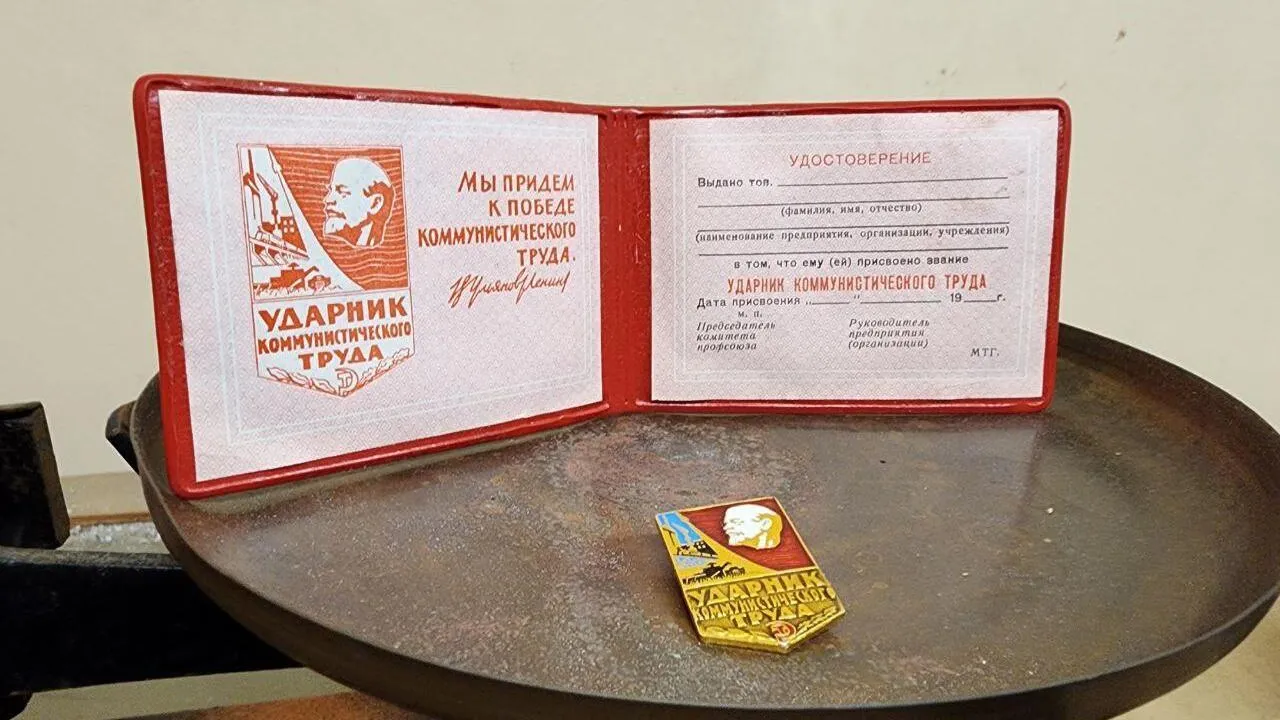 УДАРНИК
КОММУНИСТИЧЕСКОГО
ТРУДА
МЫ ПРИДЕМ
К ПОБЕДЕ
КОММУНИСТИЧЕСКОГО
ТРУДА.
В Ульянов (Ленин)
УДОСТОВЕРЕНИЕ
Выдано тов.
(фамилия, имя, отчество)
(наименование предприятия, организации, учреждения)
в том, что ему (ей) присвоено звание
УДАРНИК КОММУНИСТИЧЕСКОГО ТРУДА
Дата присвоения „ “ 19 г.
м. п.
Председатель
комитета
профсоюза
Руководитель
предприятия
(организации)
МТГ.
УДАРНИК
КОММУНИСТИЧЕСКОГО
ТРУДА